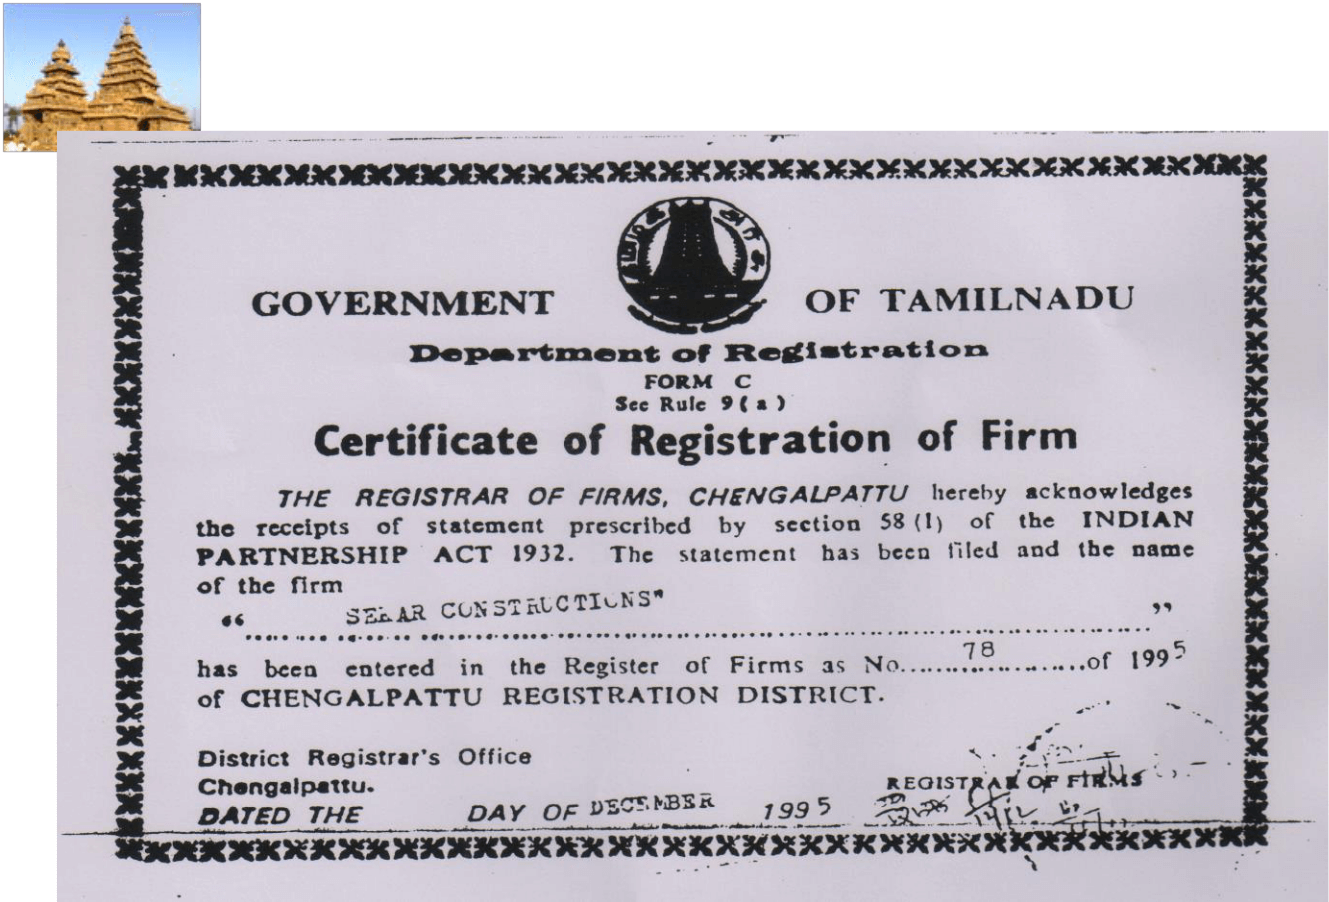 தமிழ் அரசு
GOVERNMENT OF TAMILNADU
Department of Registration
FORM C
See Rule 9 ( a )
Certificate of Registration of Firm
THE REGISTRAR OF FIRMS, CHENGALPATTU hereby acknowledges
the receipts of statement prescribed by section 58 (1) of the INDIAN
PARTNERSHIP ACT 1932. The statement has been filed and the name
of the firm
“ SEKAR CONSTRUCTIONS" ”
has been entered in the Register of Firms as No......78......of 1995
of CHENGALPATTU REGISTRATION DISTRICT.
District Registrar's Office
Chengalpattu.
REGISTRAR OF FIRMS
DATED THE DAY OF DECEMBER 1995